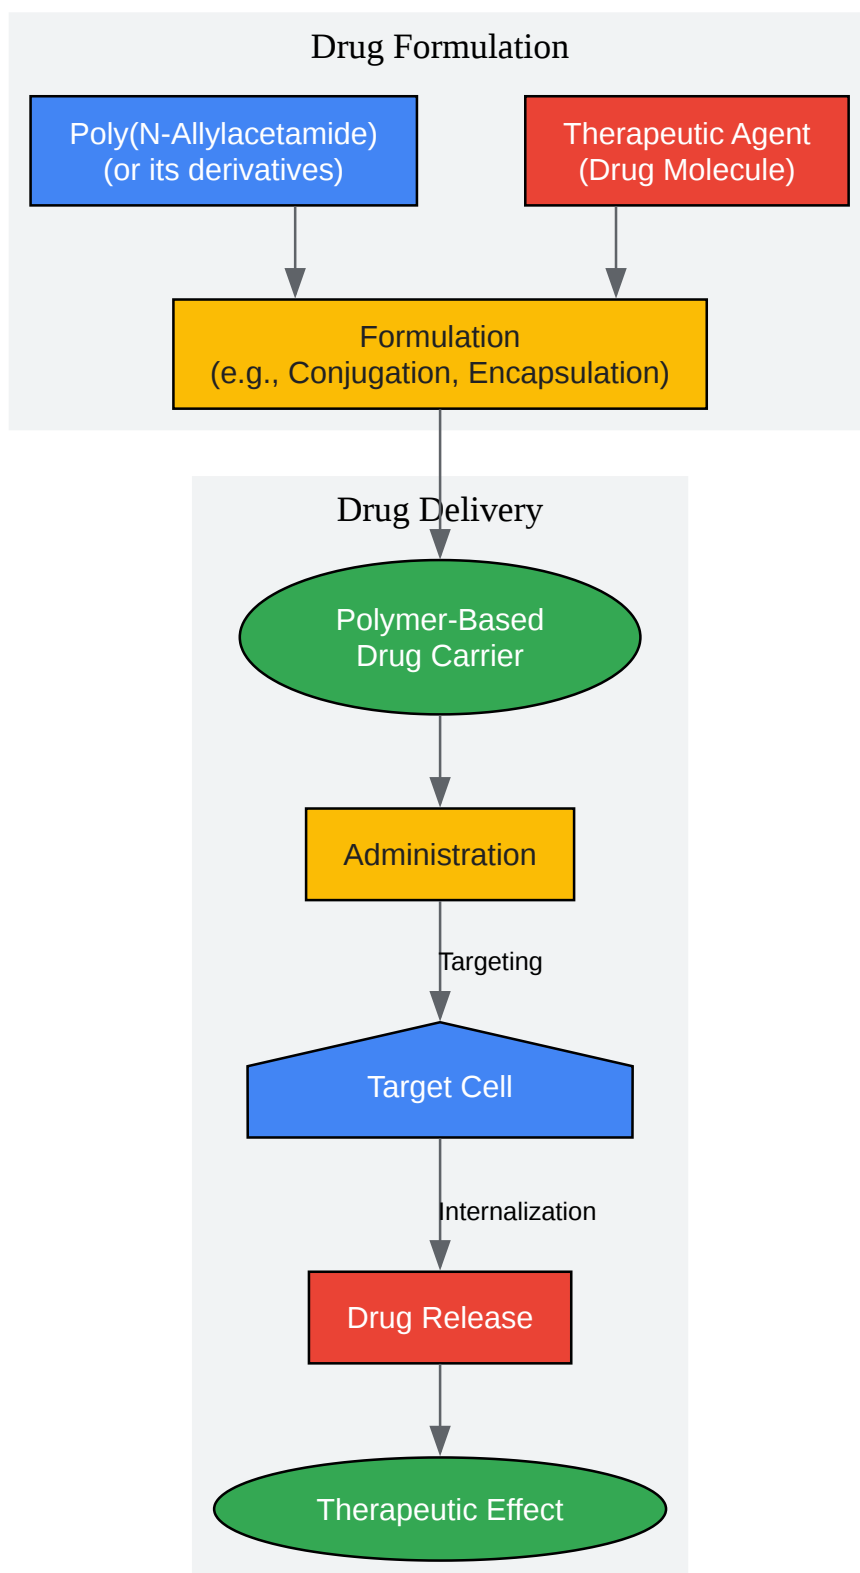 Drug Formulation
Poly(N-Allylacetamide)
(or its derivatives)
Therapeutic Agent
(Drug Molecule)
Formulation
(e.g., Conjugation, Encapsulation)
Drug Delivery
Polymer-Based
Drug Carrier
Administration
Targeting
Target Cell
Internalization
Drug Release
Therapeutic Effect